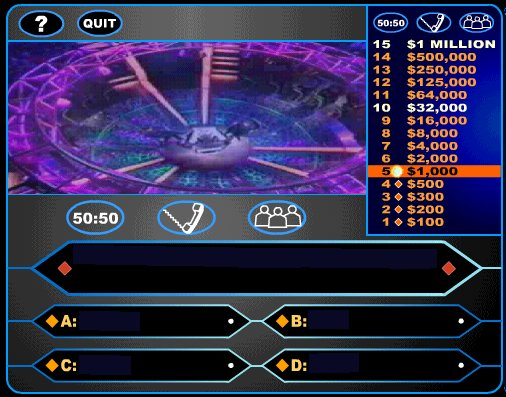 ? QUIT
50:50
15 $1 MILLION
14 $500,000
13 $250,000
12 $125,000
11 $64,000
10 $32,000
9 $16,000
8 $8,000
7 $4,000
6 $2,000
5 $1,000
4 $500
3 $300
2 $200
1 $100
50:50
A:
B:
C:
D: